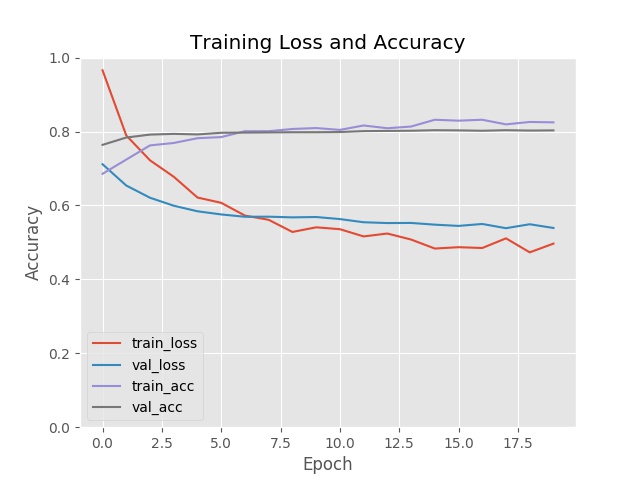 Training Loss and Accuracy
1.0
0.8
0.6
0.4
0.2
0.0
Accuracy
train_loss
val_loss
train_acc
val_acc
0.0 2.5 5.0 7.5 10.0 12.5 15.0 17.5
Epoch